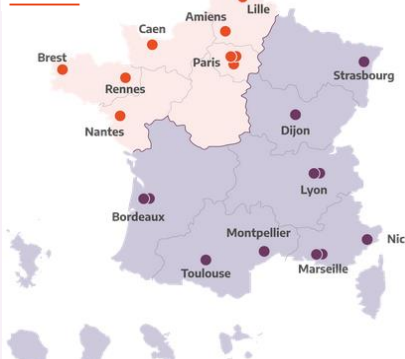 Lille
Amiens
Caen
Brest
Paris
Strasbourg
Rennes
Nantes
Dijon
Lyon
Bordeaux
Montpellier
Nic
Toulouse
Marseille